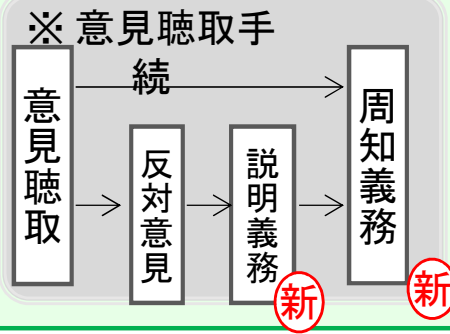 ※ 意見聴取手
続
意見聴取
反対意見
説明義務
新
周知義務
新